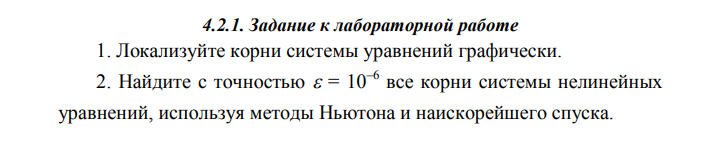 4.2.1. Задание к лабораторной работе
1. Локализуйте корни системы уравнений графически.
2. Найдите с точностью ε = 10⁻⁶ все корни системы нелинейных
уравнений, используя методы Ньютона и наискорейшего спуска.